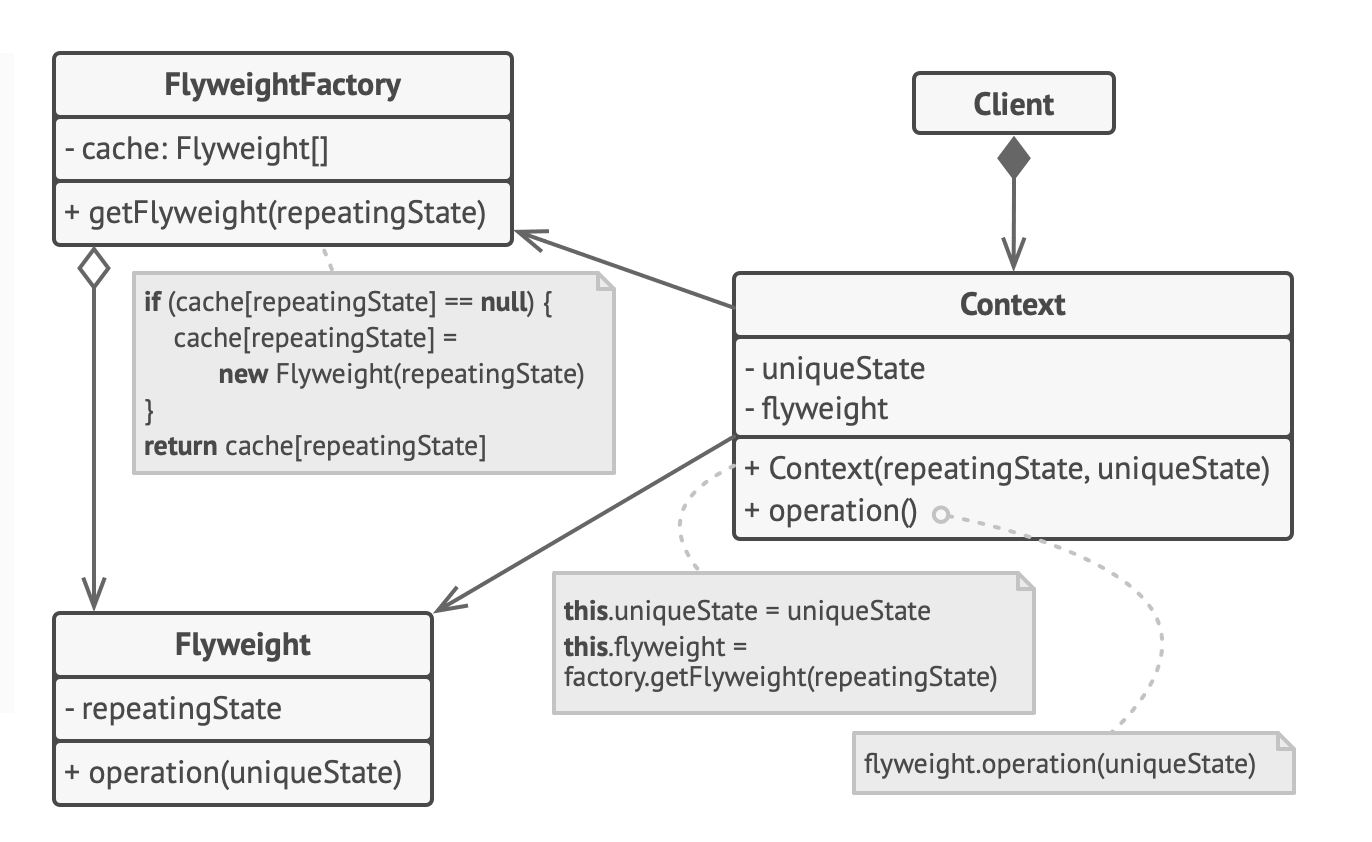 FlyweightFactory
- cache: Flyweight[]
+ getFlyweight(repeatingState)
if (cache[repeatingState] == null) {
cache[repeatingState] =
new Flyweight(repeatingState)
}
return cache[repeatingState]
Client
Context
- uniqueState
- flyweight
+ Context(repeatingState, uniqueState)
+ operation()
this.uniqueState = uniqueState
this.flyweight =
factory.getFlyweight(repeatingState)
flyweight.operation(uniqueState)
Flyweight
- repeatingState
+ operation(uniqueState)